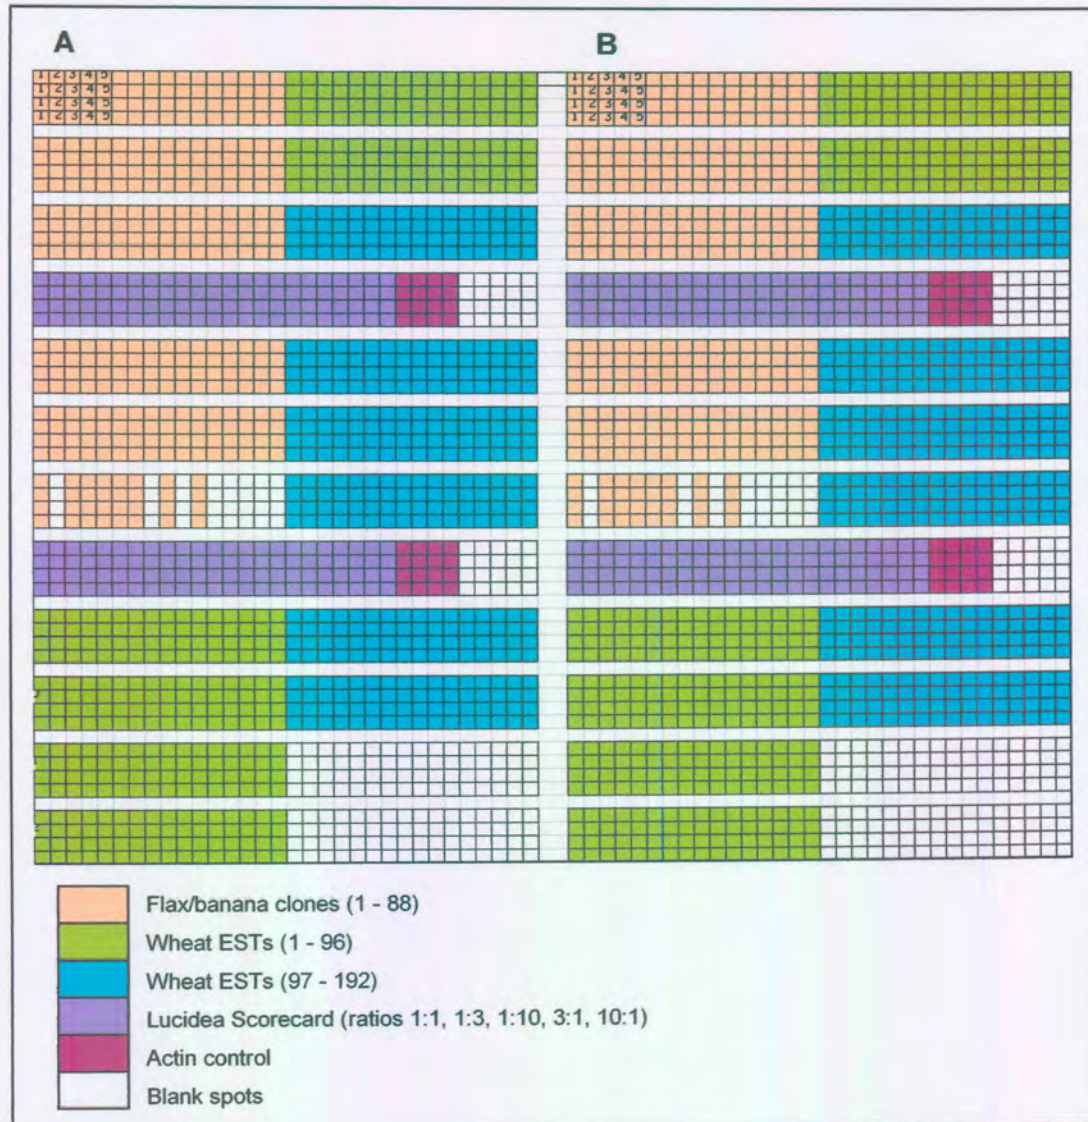 A B
1 2 3 4 5 1 2 3 4 5
1 2 3 4 5 1 2 3 4 5
1 2 3 4 5 1 2 3 4 5
1 2 3 4 5 1 2 3 4 5
Flax/banana clones (1 - 88)
Wheat ESTs (1 - 96)
Wheat ESTs (97 - 192)
Lucidea Scorecard (ratios 1:1, 1:3, 1:10, 3:1, 10:1)
Actin control
Blank spots